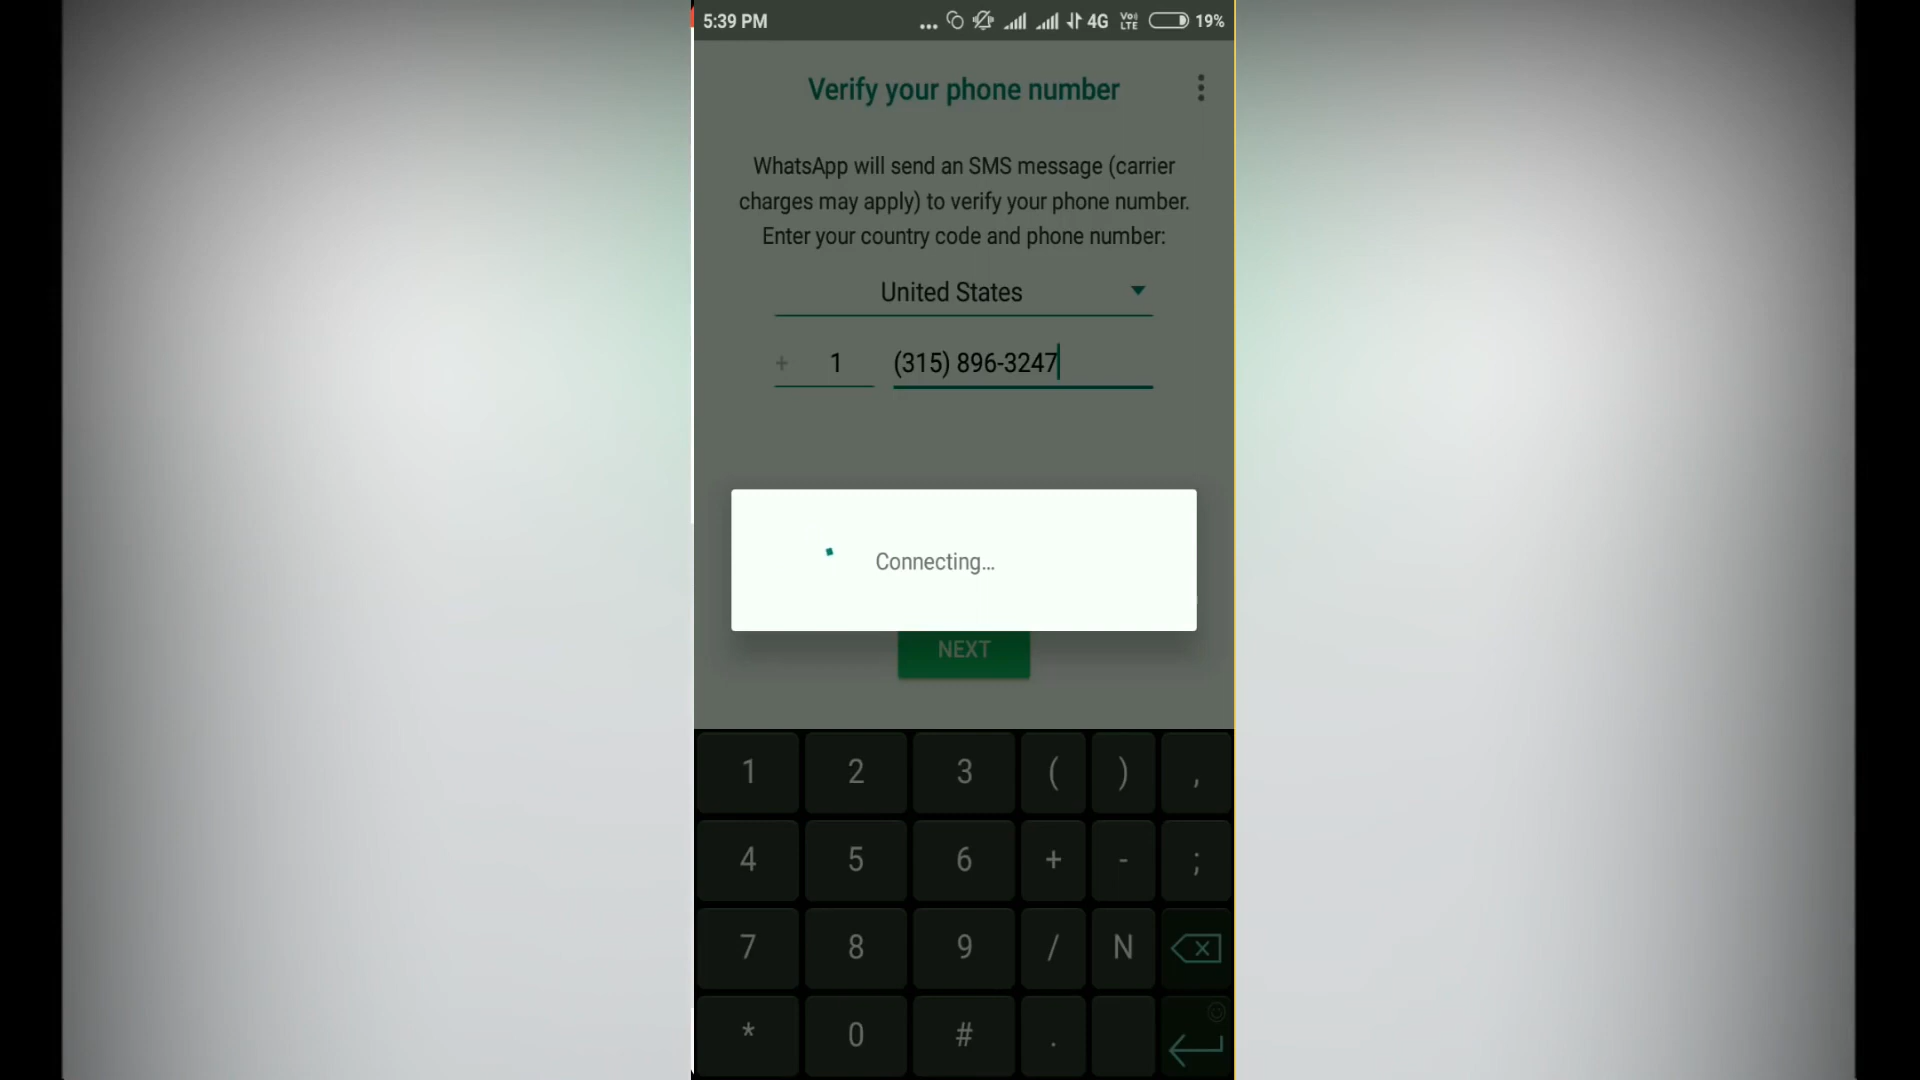 5:39 PM ... 4G Vo LTE 19%
Verify your phone number
WhatsApp will send an SMS message (carrier
charges may apply) to verify your phone number.
Enter your country code and phone number:
United States
+ 1 (315) 896-3247
Connecting...
NEXT
1 2 3 ( ) ,
4 5 6 + - ;
7 8 9 / N
* 0 # .